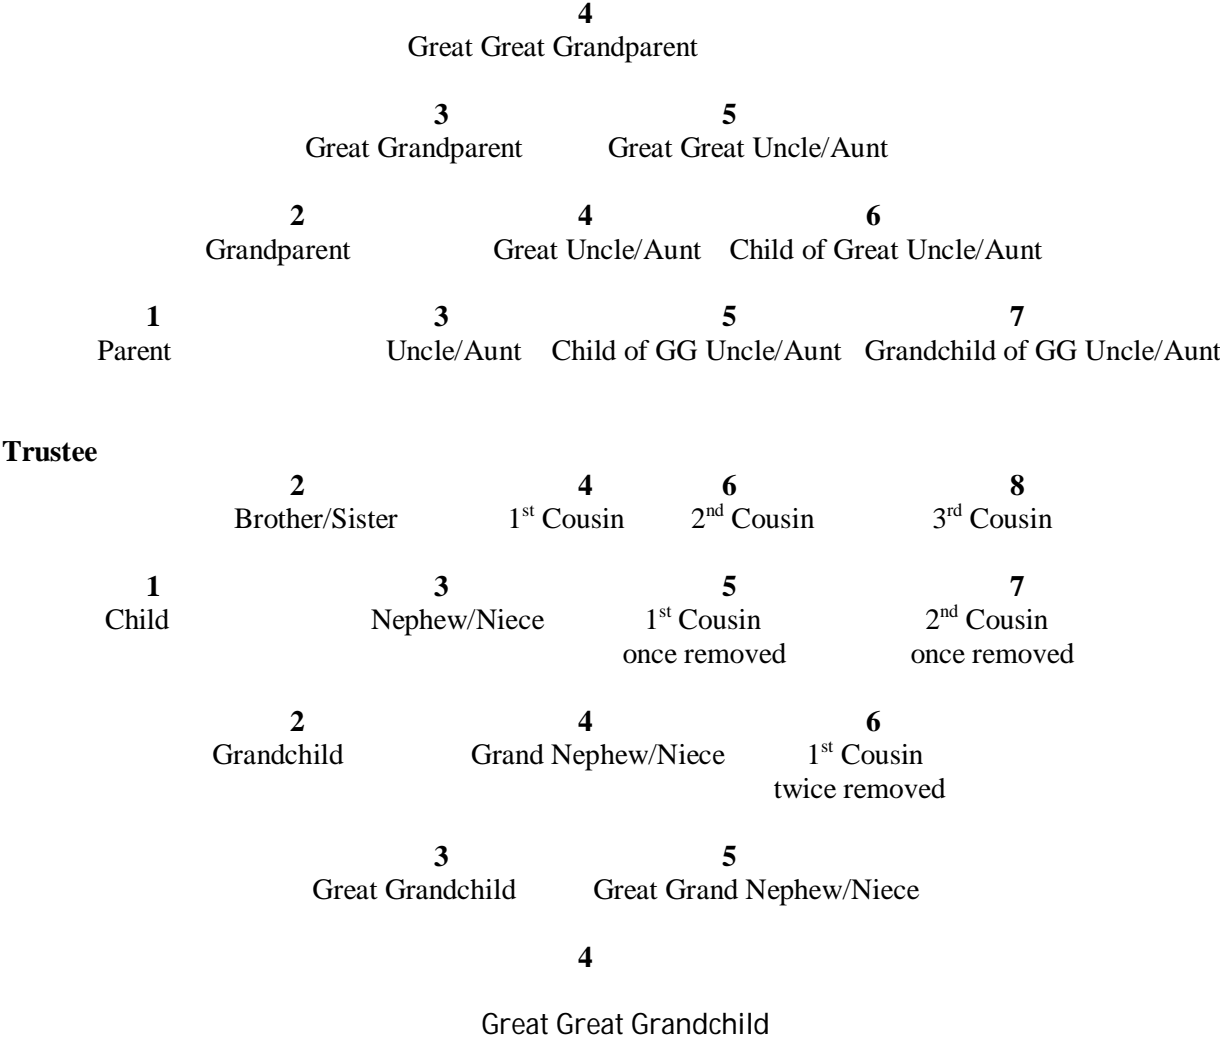 4
Great Great Grandparent
3 5
Great Grandparent Great Great Uncle/Aunt
2 4 6
Grandparent Great Uncle/Aunt Child of Great Uncle/Aunt
1 3 5 7
Parent Uncle/Aunt Child of GG Uncle/Aunt Grandchild of GG Uncle/Aunt
Trustee
2 4 6 8
Brother/Sister 1st Cousin 2nd Cousin 3rd Cousin
1 3 5 7
Child Nephew/Niece 1st Cousin 2nd Cousin
once removed once removed
2 4 6
Grandchild Grand Nephew/Niece 1st Cousin
twice removed
3 5
Great Grandchild Great Grand Nephew/Niece
4
Great Great Grandchild